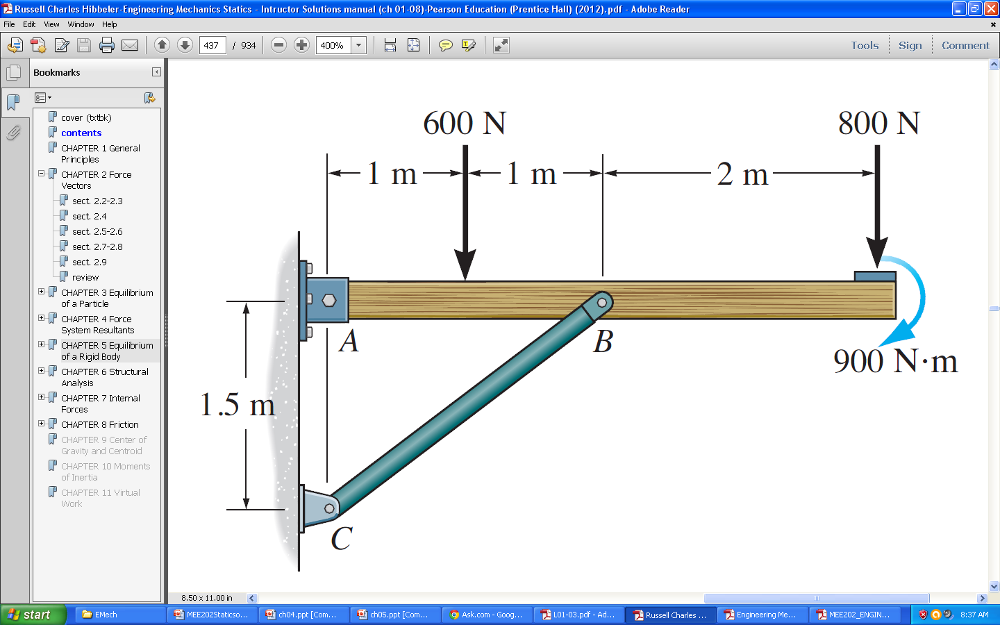 Russell Charles Hibbeler-Engineering Mechanics Statics - Intructor Solutions manual (ch 01-08)-Pearson Education (Prentice Hall) (2012).pdf - Adobe Reader
File Edit View Window Help
437 / 934 400% Tools Sign Comment
Bookmarks
cover (txtbk)
contents
CHAPTER 1 General
Principles
CHAPTER 2 Force
Vectors
sect. 2.2-2.3
sect. 2.4
sect. 2.5-2.6
sect. 2.7-2.8
sect. 2.9
review
CHAPTER 3 Equilibrium
of a Particle
CHAPTER 4 Force
System Resultants
CHAPTER 5 Equilibrium
of a Rigid Body
CHAPTER 6 Structural
Analysis
CHAPTER 7 Internal
Forces
CHAPTER 8 Friction
CHAPTER 9 Center of
Gravity and Centroid
CHAPTER 10 Moments
of Inertia
CHAPTER 11 Virtual
Work
600 N 800 N
1 m 1 m 2 m
A B
900 N·m
1.5 m
C
8.50 x 11.00 in
start EMech MEE202Staticso... ch04.ppt [Com... ch05.ppt [Com... Ask.com - Goog... L01-03.pdf - Ad... Russell Charles ... Engineering Me... MEE202_ENGIN... 8:37 AM